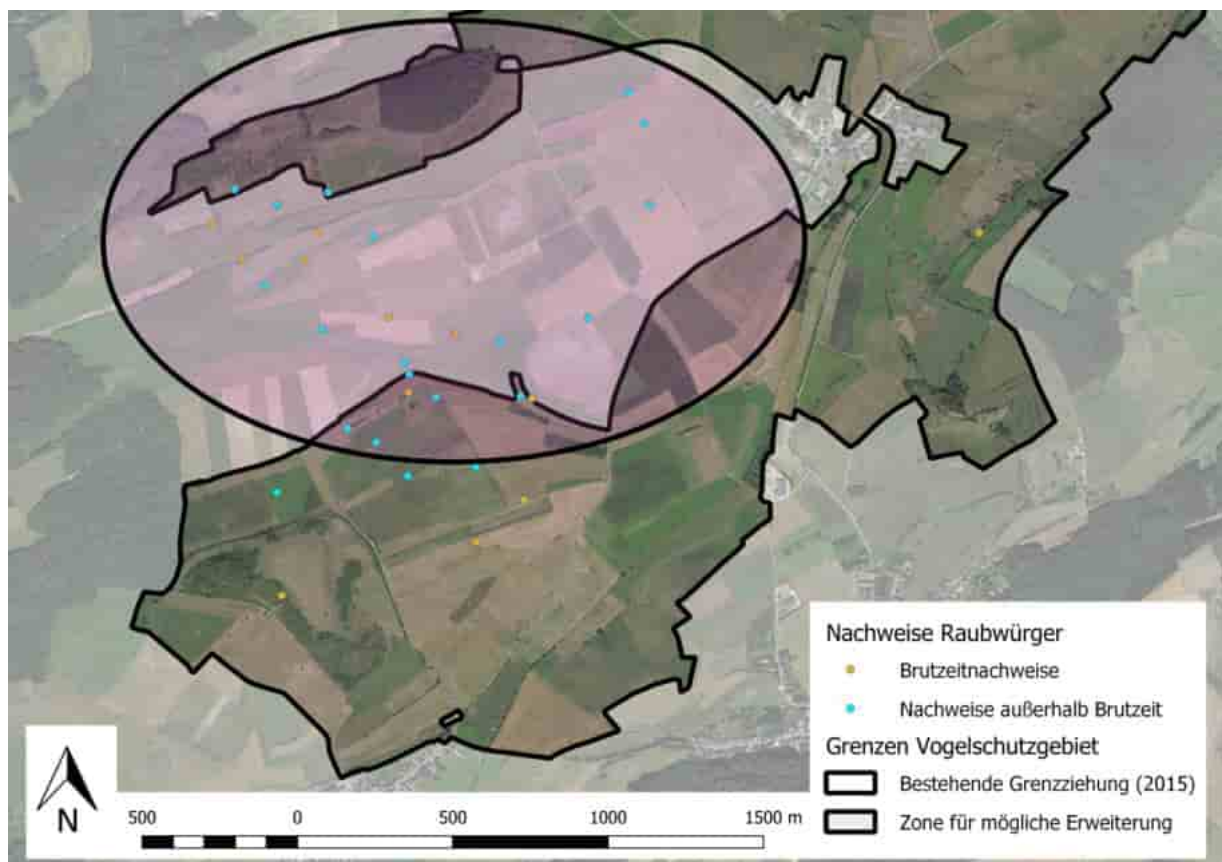 Nachweise Raubwürger
Brutzeitnachweise
Nachweise außerhalb Brutzeit
Grenzen Vogelschutzgebiet
Bestehende Grenzziehung (2015)
Zone für mögliche Erweiterung
N
500 0 500 1000 1500 m